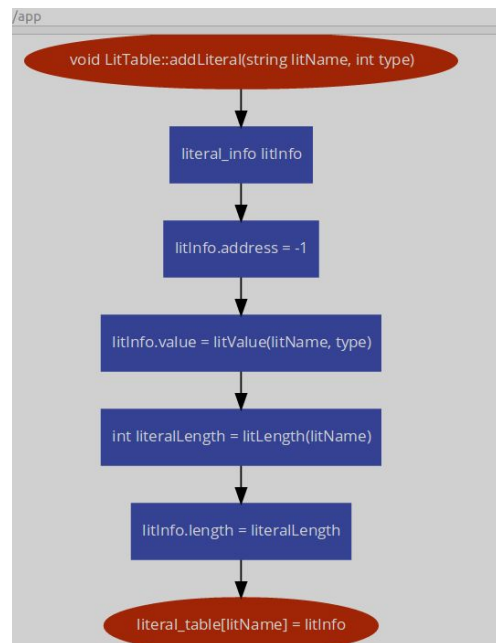 /app
void LitTable::addLiteral(string litName, int type)
literal_info litInfo
litInfo.address = -1
litInfo.value = litValue(litName, type)
int literalLength = litLength(litName)
litInfo.length = literalLength
literal_table[litName] = litInfo